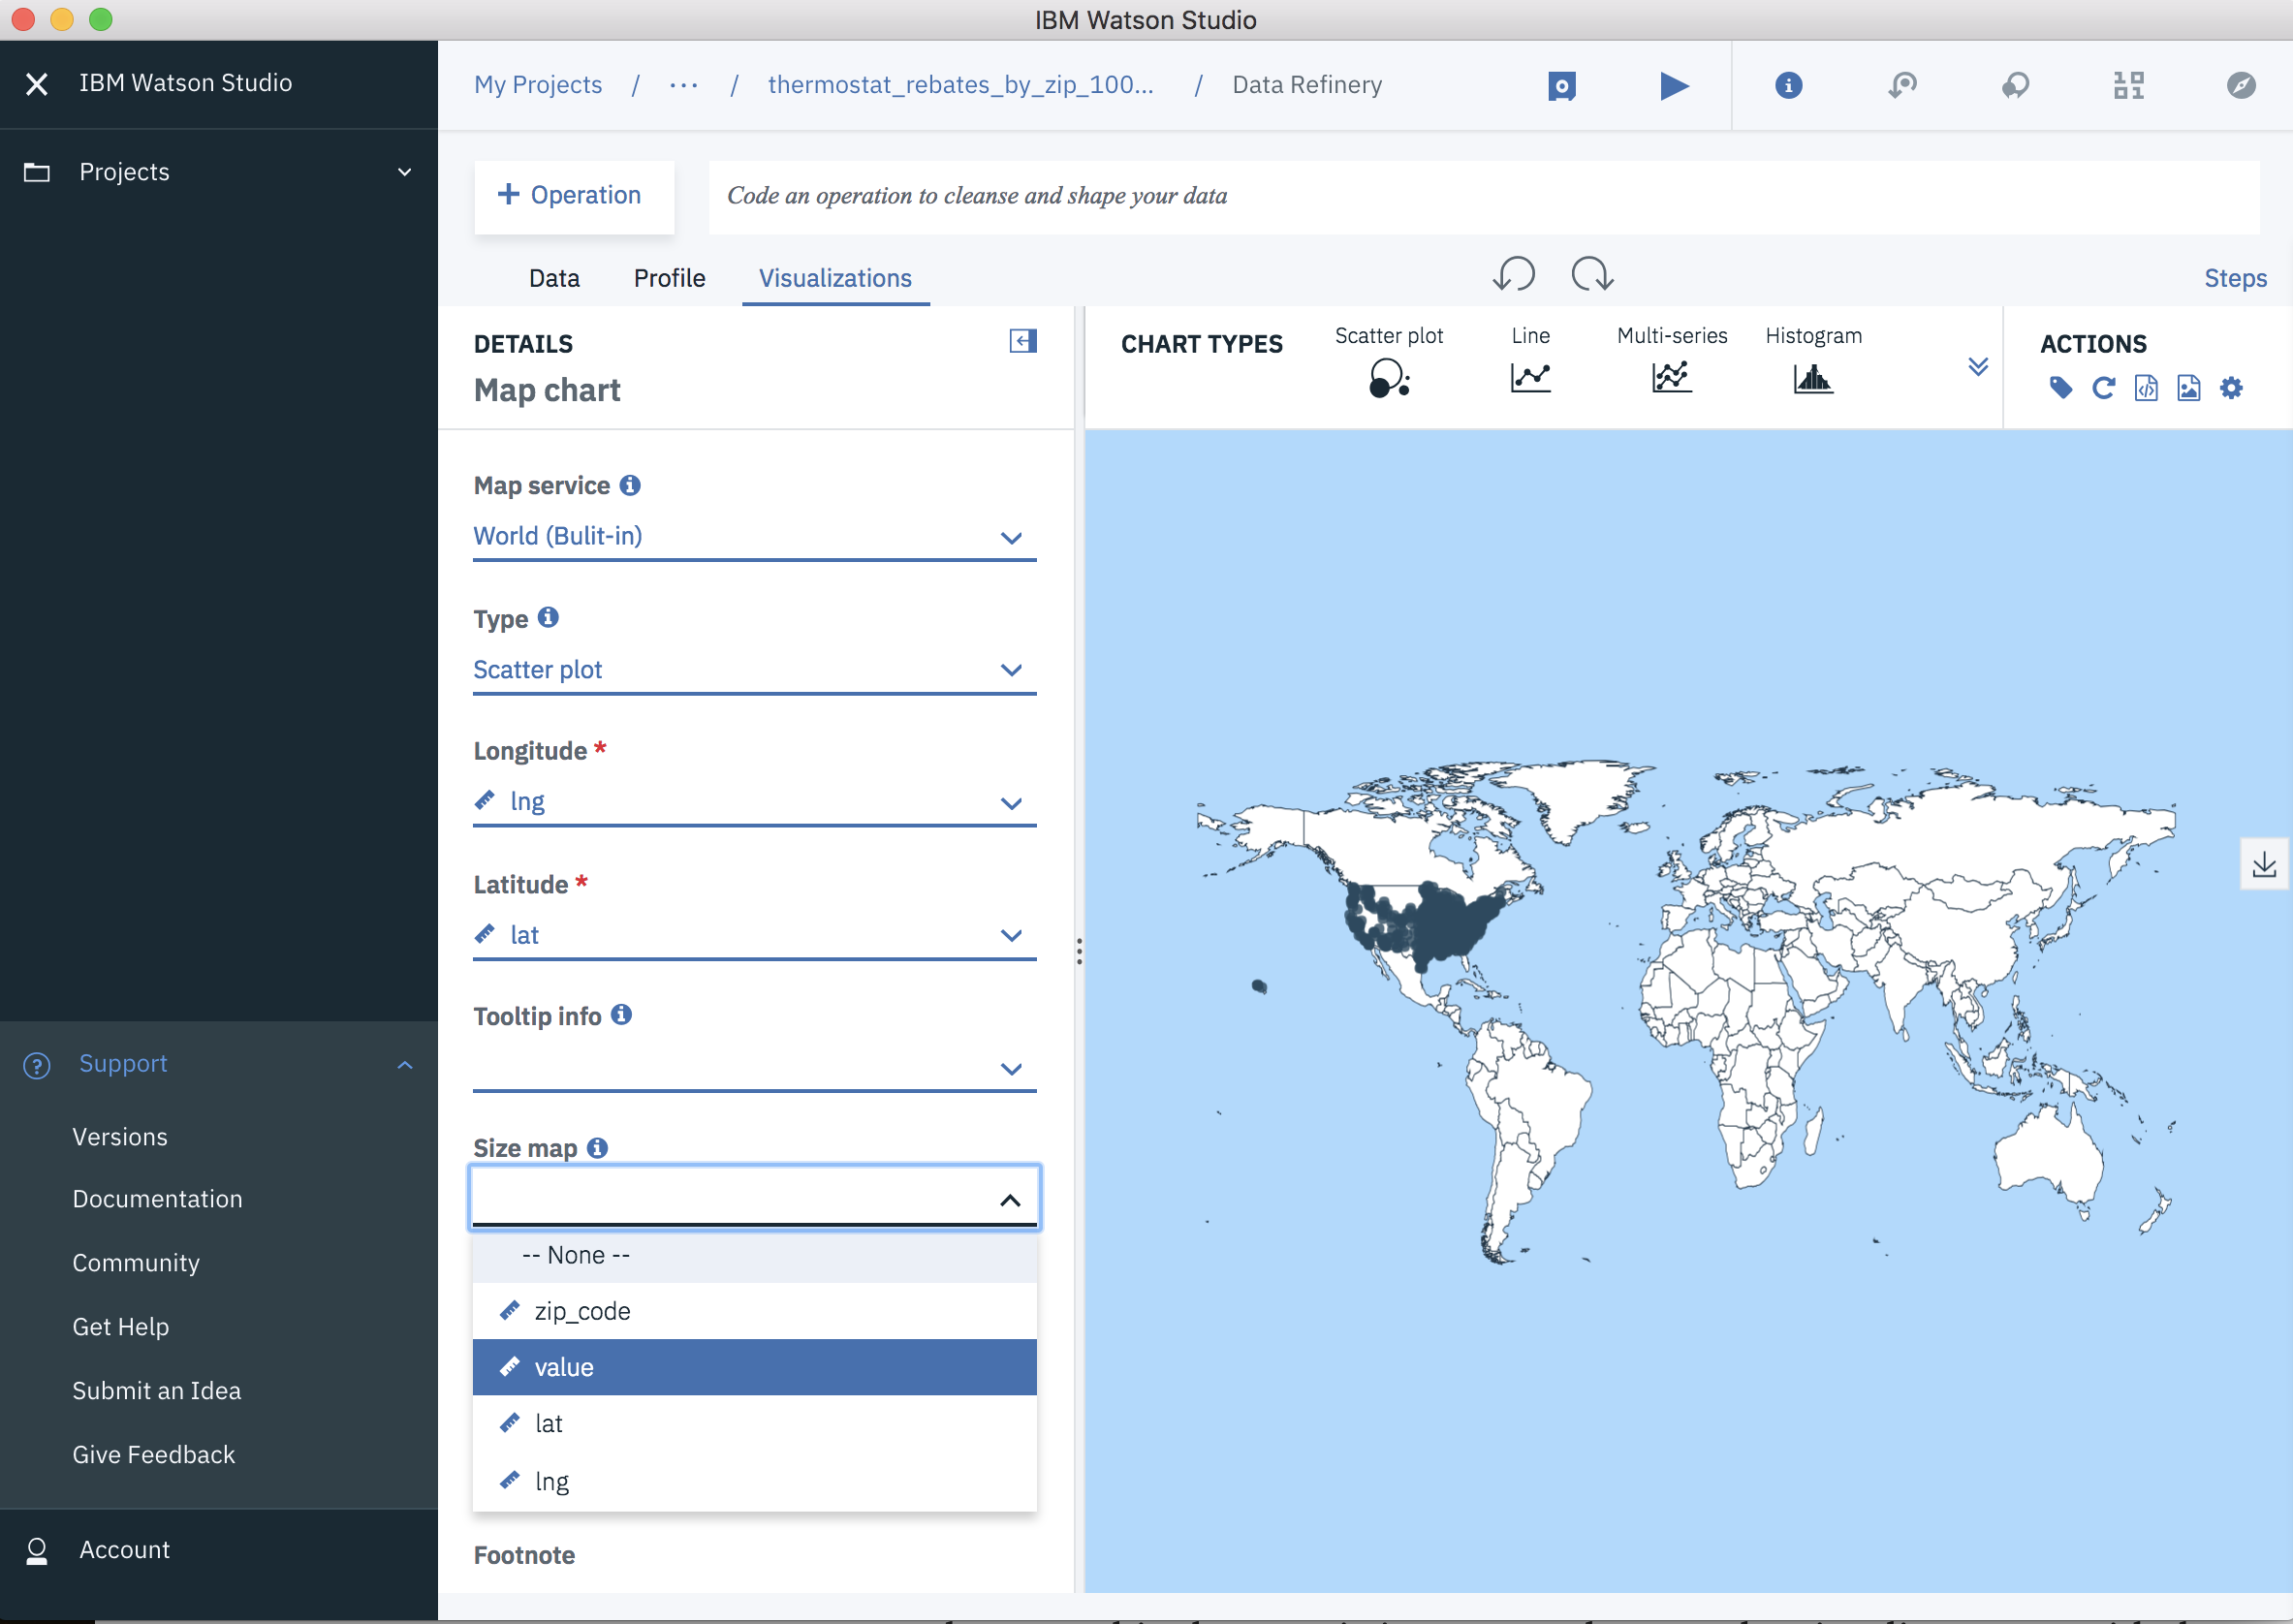 IBM Watson Studio
IBM Watson Studio
Projects
Support
Versions
Documentation
Community
Get Help
Submit an Idea
Give Feedback
Account
My Projects / ... / thermostat_rebates_by_zip_100... / Data Refinery
+ Operation
Code an operation to cleanse and shape your data
Data Profile Visualizations
Steps
DETAILS
Map chart
CHART TYPES
Scatter plot
Line
Multi-series
Histogram
ACTIONS
Map service
World (Bulit-in)
Type
Scatter plot
Longitude *
lng
Latitude *
lat
Tooltip info
Size map
-- None --
zip_code
value
lat
lng
Footnote